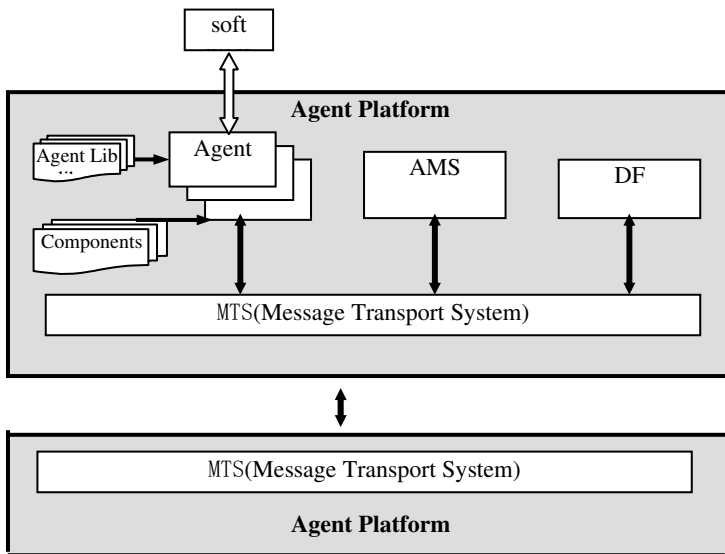 soft
Agent Platform
Agent Lib
...
Agent
AMS
DF
Components
MTS(Message Transport System)
MTS(Message Transport System)
Agent Platform